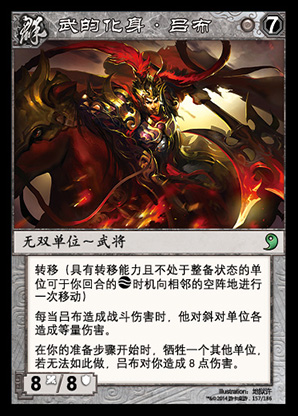 群 武的化身·吕布 7
无双单位～武将
转移（具有转移能力且不处于整备状态的单
位可于你回合的时机向相邻的空阵地进行
一次移动）
每当吕布造成战斗伤害时，他对斜对单位各
造成等量伤害。
在你的准备步骤开始时，牺牲一个其他单位，
若无法如此做，吕布对你造成8点伤害。
8 / 8
Illustration:
157/186